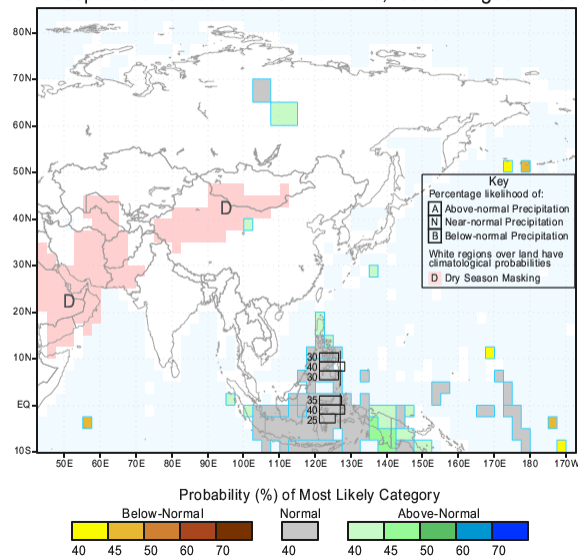 80N
70N
60N
50N
40N
30N
20N
10N
EQ
10S
50E 60E 70E 80E 90E 100E 110E 120E 130E 140E 150E 160E 170E 180 170W
D
D
30
40
30
35
40
25
Key
Percentage likelihood of:
A Above-normal Precipitation
N Near-normal Precipitation
B Below-normal Precipitation
White regions over land have
climatological probabilities
D Dry Season Masking
Probability (%) of Most Likely Category
Below-Normal Normal Above-Normal
40 45 50 60 70 40 40 45 50 60 70